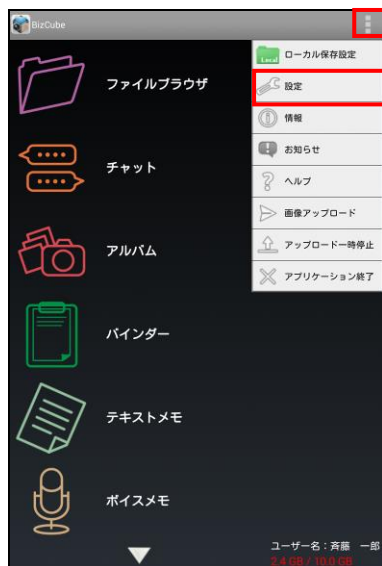 BizCube
ローカル保存設定
Local
設定
情報
お知らせ
ヘルプ
画像アップロード
アップロード一時停止
アプリケーション終了
ファイルブラウザ
チャット
アルバム
バインダー
テキストメモ
ボイスメモ
ユーザー名：斉藤　一郎
2.4 GB / 10.0 GB